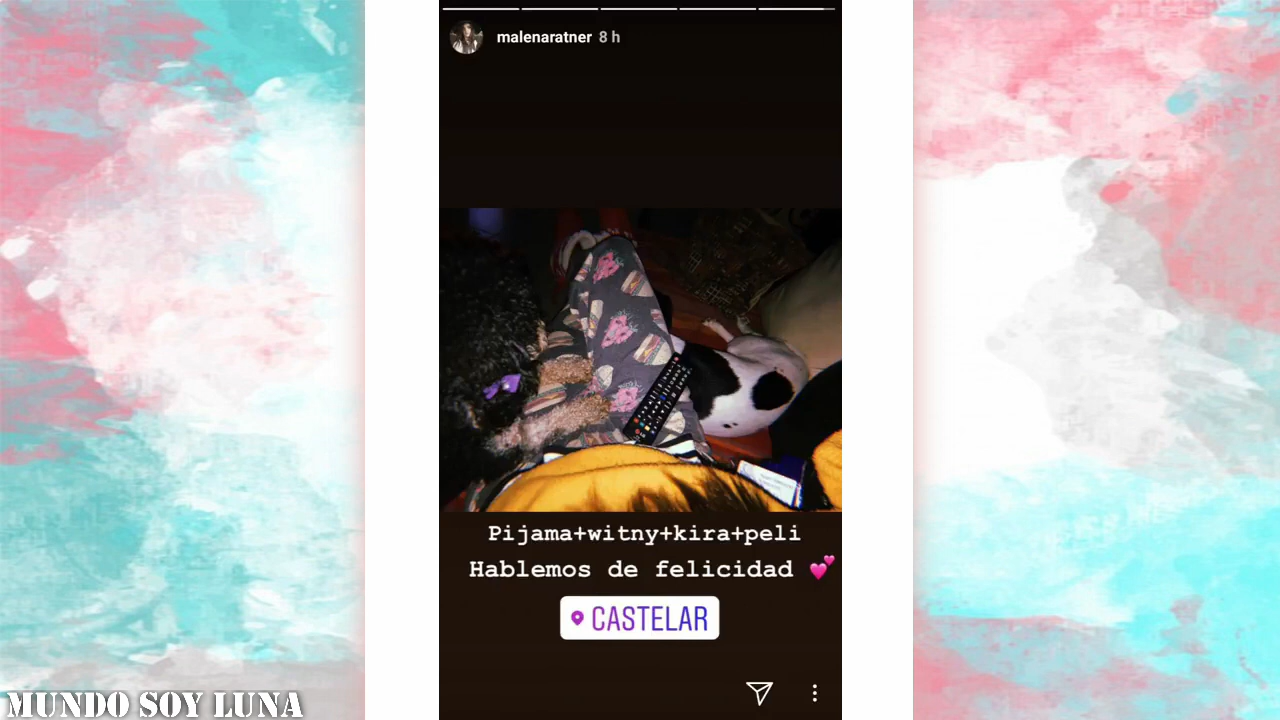 malenaratner 8 h
Pijama+witny+kira+peli
Hablemos de felicidad 💕
CASTELAR
MUNDO SOY LUNA